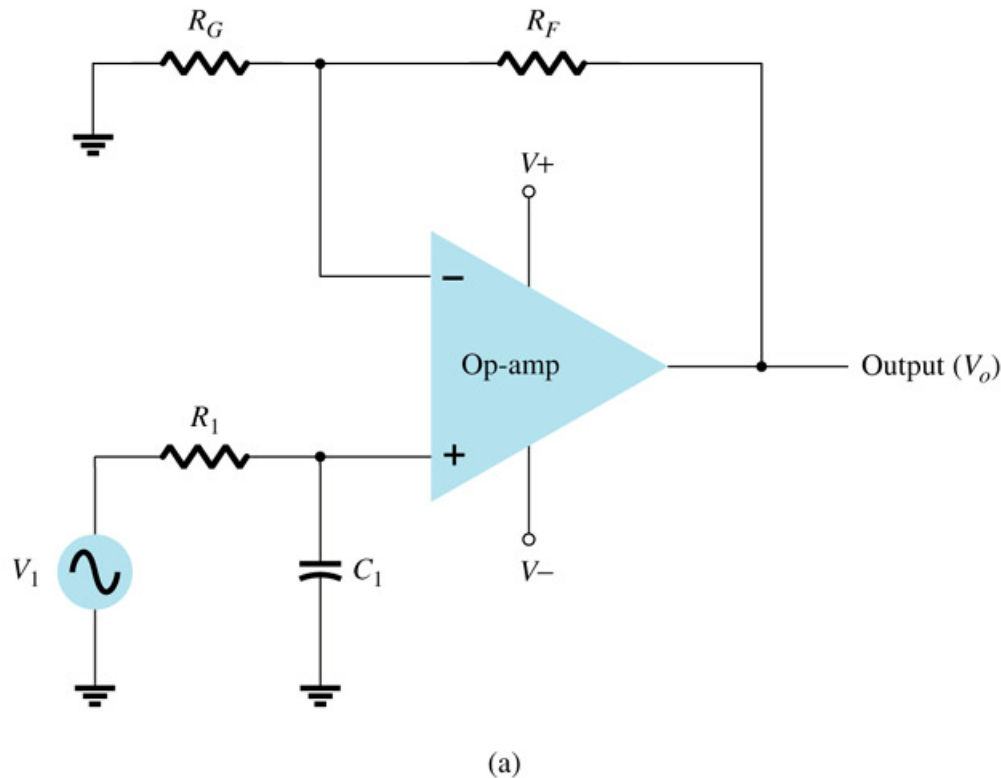 R_G
R_F
V+
−
Op-amp
Output (V_o)
R_1
+
V_1
C_1
V−
(a)